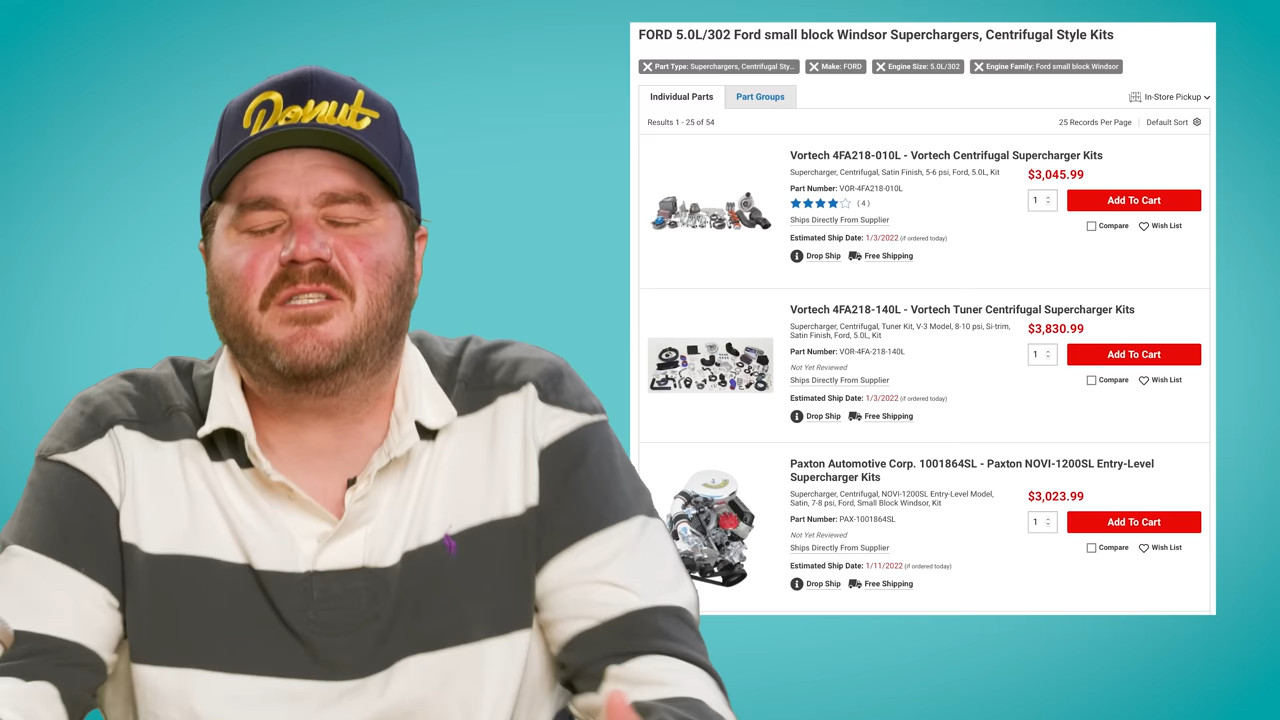 Donut
FORD 5.0L/302 Ford small block Windsor Superchargers, Centrifugal Style Kits
Part Type: Superchargers, Centrifugal Sty...
Make: FORD
Engine Size: 5.0L/302
Engine Family: Ford small block Windsor
Individual Parts
Part Groups
In-Store Pickup
Results 1 - 25 of 54
25 Records Per Page
Default Sort
Vortech 4FA218-010L - Vortech Centrifugal Supercharger Kits
Supercharger, Centrifugal, Satin Finish, 5-6 psi, Ford, 5.0L, Kit
Part Number: VOR-4FA218-010L
( 4 )
Ships Directly From Supplier
Estimated Ship Date: 1/3/2022 (if ordered today)
Drop Ship
Free Shipping
$3,045.99
1
Add To Cart
Compare
Wish List
Vortech 4FA218-140L - Vortech Tuner Centrifugal Supercharger Kits
Supercharger, Centrifugal, Tuner Kit, V-3 Model, 8-10 psi, Si-trim,
Satin Finish, Ford, 5.0L, Kit
Part Number: VOR-4FA-218-140L
Not Yet Reviewed
Ships Directly From Supplier
Estimated Ship Date: 1/3/2022 (if ordered today)
Drop Ship
Free Shipping
$3,830.99
1
Add To Cart
Compare
Wish List
Paxton Automotive Corp. 1001864SL - Paxton NOVI-1200SL Entry-Level
Supercharger Kits
Supercharger, Centrifugal, NOVI-1200SL Entry-Level Model,
Satin, 7-8 psi, Ford, Small Block Windsor, Kit
Part Number: PAX-1001864SL
Not Yet Reviewed
Ships Directly From Supplier
Estimated Ship Date: 1/11/2022 (if ordered today)
Drop Ship
Free Shipping
$3,023.99
1
Add To Cart
Compare
Wish List